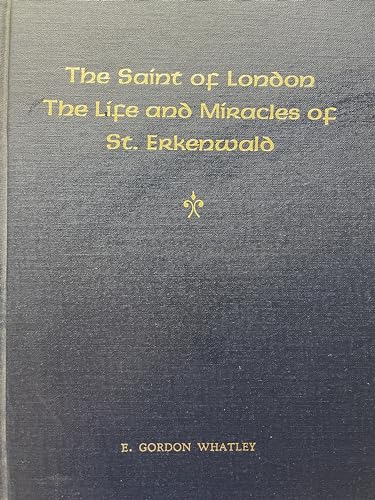 The Saint of London
The Life and Miracles of
St. Erkenwald
E. GORDON WHATLEY